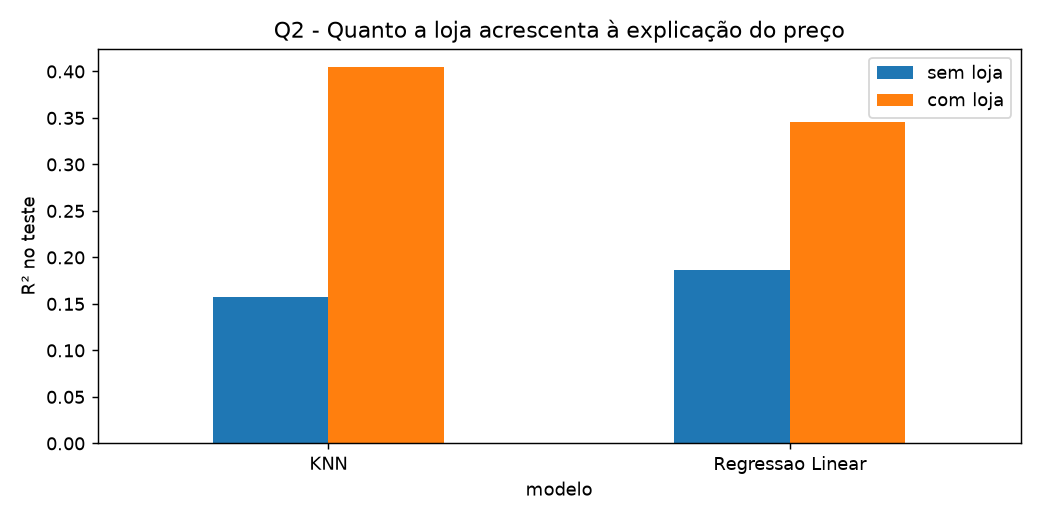 Q2 - Quanto a loja acrescenta à explicação do preço
sem loja
com loja
R² no teste
0.40
0.35
0.30
0.25
0.20
0.15
0.10
0.05
0.00
KNN
Regressao Linear
modelo